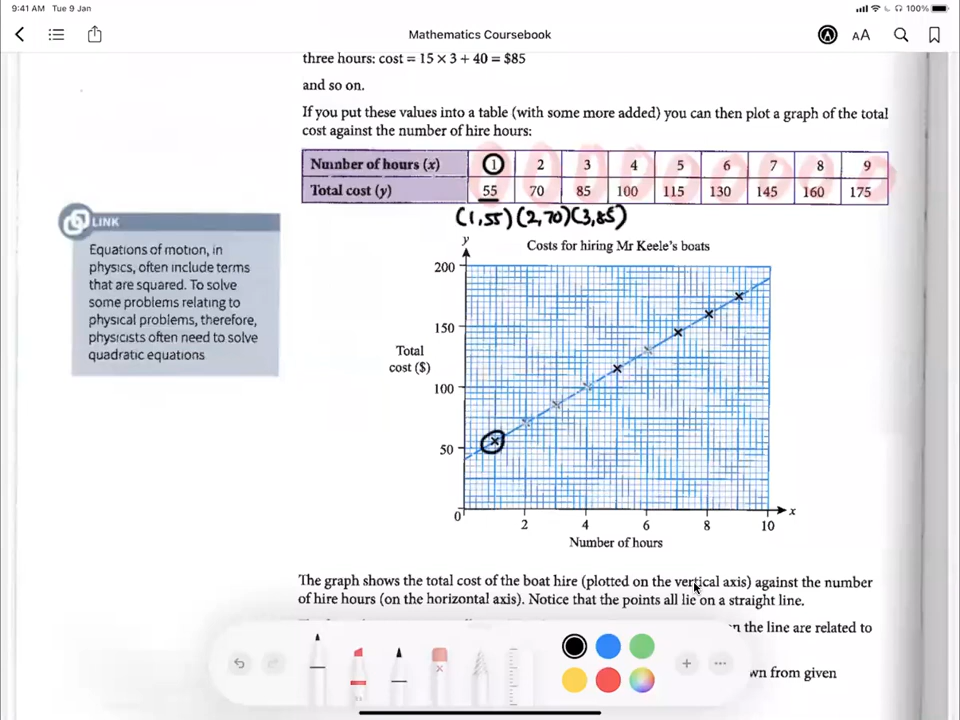 9:41 AM Tue 9 Jan
100%
Mathematics Coursebook
AA
three hours: cost = 15 × 3 + 40 = $85
and so on.
If you put these values into a table (with some more added) you can then plot a graph of the total
cost against the number of hire hours:
Number of hours (x) 1 2 3 4 5 6 7 8 9
Total cost (y) 55 70 85 100 115 130 145 160 175
(1,55) (2,70) (3,85)
LINK
Equations of motion, in
physics, often include terms
that are squared. To solve
some problems relating to
physical problems, therefore,
physicists often need to solve
quadratic equations
y
Costs for hiring Mr Keele's boats
200
150
Total
cost ($)
100
50
0
2 4 6 8 10
x
Number of hours
The graph shows the total cost of the boat hire (plotted on the vertical axis) against the number
of hire hours (on the horizontal axis). Notice that the points all lie on a straight line.
n the line are related to
wn from given